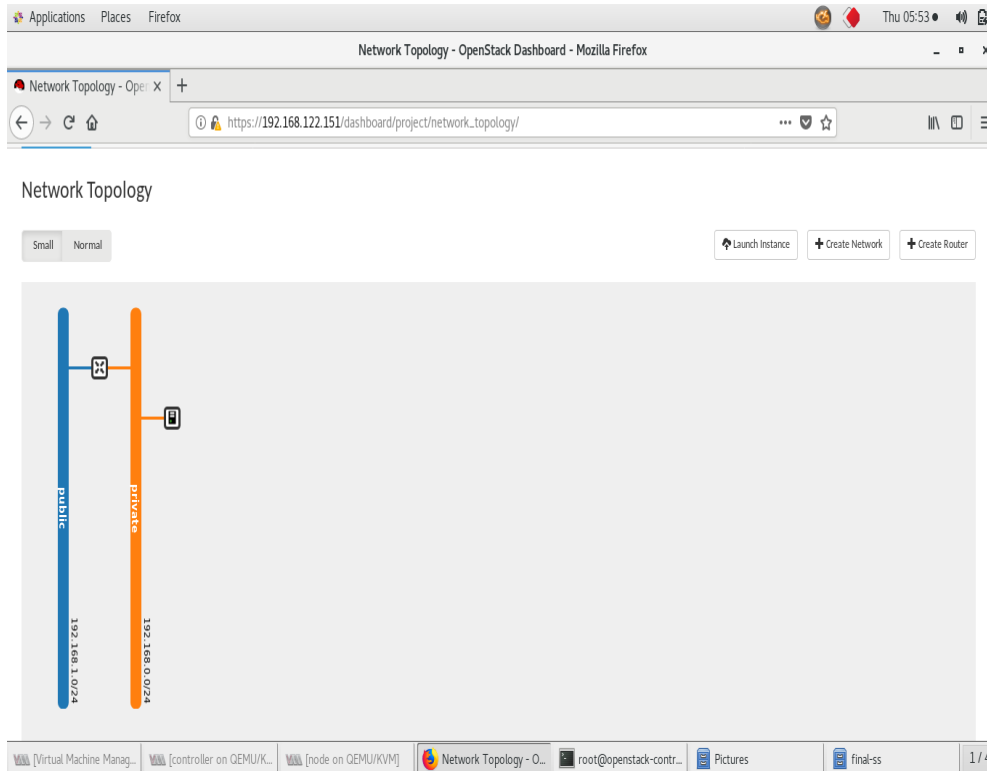 Applications Places Firefox Thu 05:53
Network Topology - OpenStack Dashboard - Mozilla Firefox
Network Topology - Oper
https://192.168.122.151/dashboard/project/network_topology/
Network Topology
Small Normal Launch Instance Create Network Create Router
public
192.168.1.0/24
private
192.168.0.0/24
[Virtual Machine Manag... [controller on QEMU/K... [node on QEMU/KVM] Network Topology - O... root@openstack-contr... Pictures final-ss 1 / 4